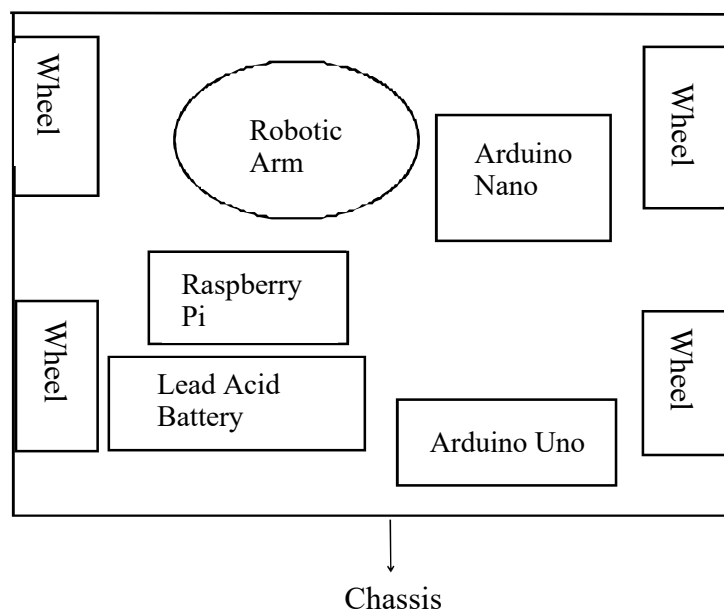 Wheel
Robotic
Arm
Arduino
Nano
Wheel
Raspberry
Pi
Wheel
Lead Acid
Battery
Arduino Uno
Wheel
Chassis